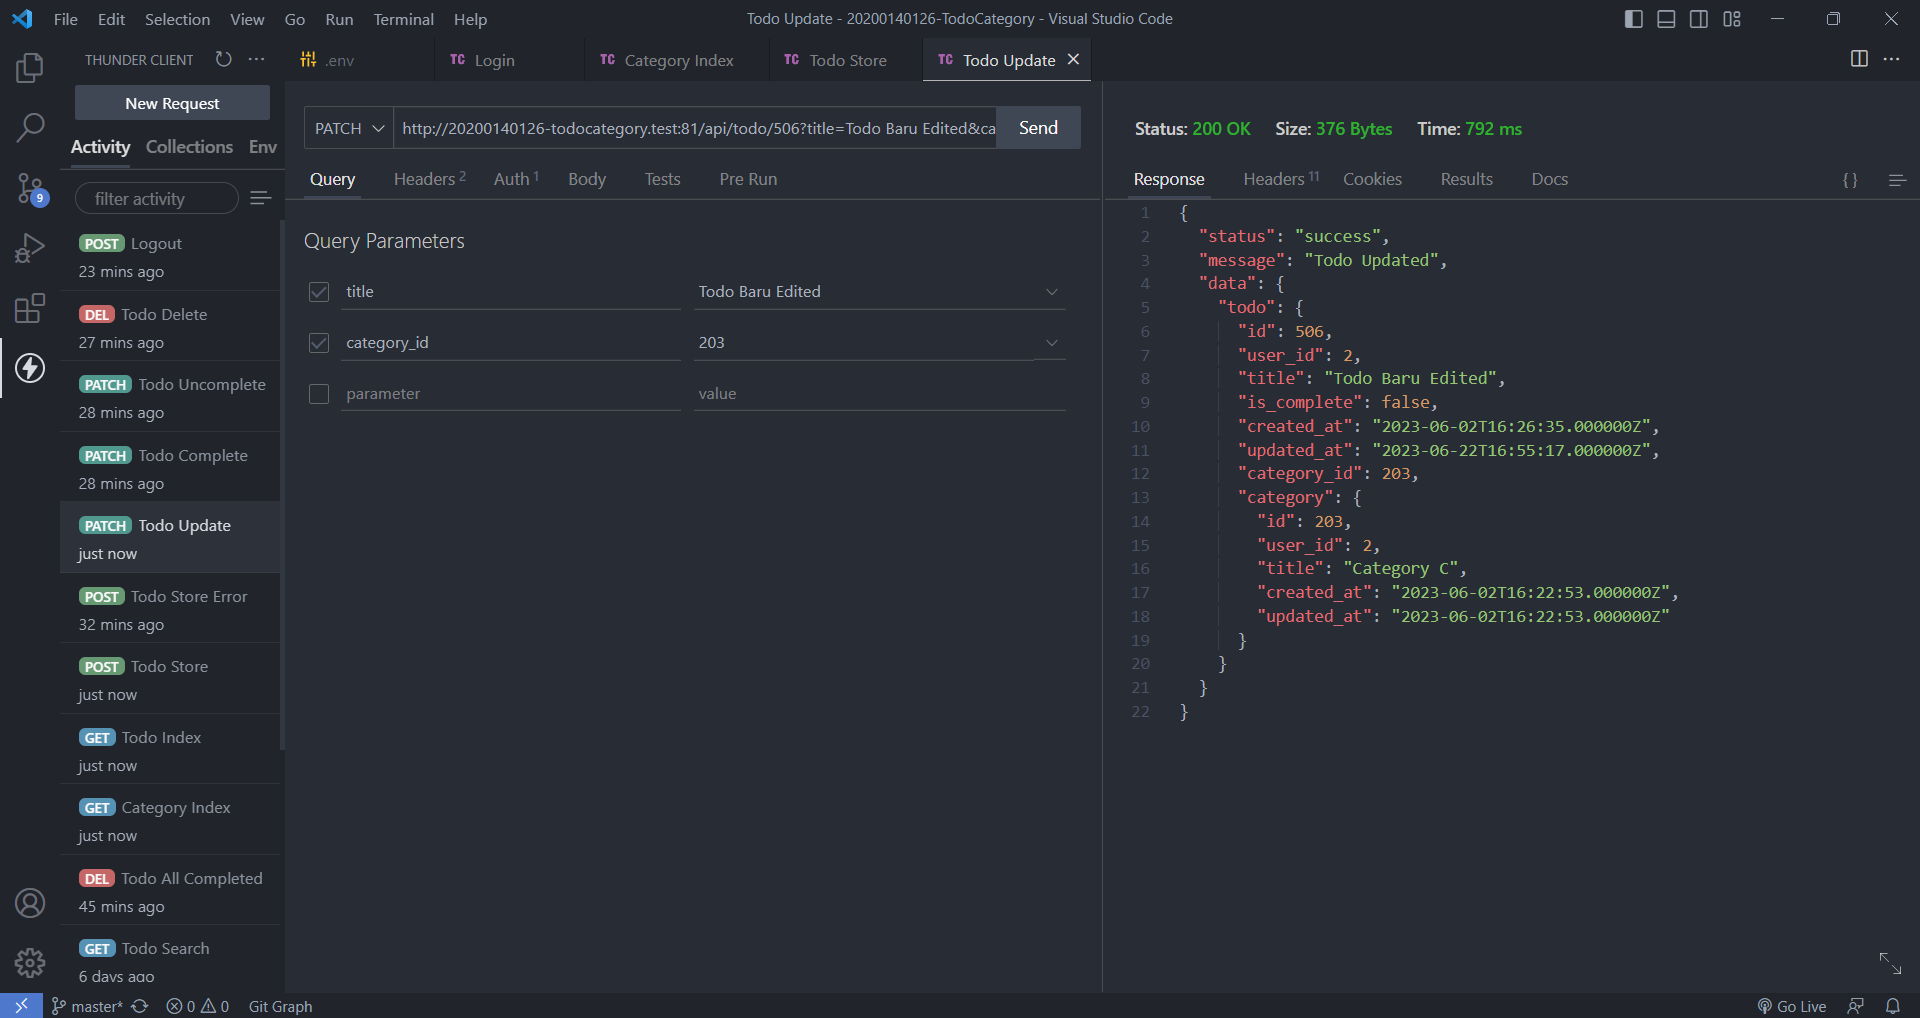 File Edit Selection View Go Run Terminal Help
Todo Update - 20200140126-TodoCategory - Visual Studio Code
THUNDER CLIENT
.env
TC Login
TC Category Index
TC Todo Store
TC Todo Update
New Request
Activity Collections Env
filter activity
POST Logout
23 mins ago
DEL Todo Delete
27 mins ago
PATCH Todo Uncomplete
28 mins ago
PATCH Todo Complete
28 mins ago
PATCH Todo Update
just now
POST Todo Store Error
32 mins ago
POST Todo Store
just now
GET Todo Index
just now
GET Category Index
just now
DEL Todo All Completed
45 mins ago
GET Todo Search
6 days ago
9
PATCH http://20200140126-todocategory.test:81/api/todo/506?title=Todo Baru Edited&ca Send
Query Headers 2 Auth 1 Body Tests Pre Run
Query Parameters
title Todo Baru Edited
category_id 203
parameter value
Status: 200 OK Size: 376 Bytes Time: 792 ms
Response Headers 11 Cookies Results Docs { }
1 {
2 "status": "success",
3 "message": "Todo Updated",
4 "data": {
5 "todo": {
6 "id": 506,
7 "user_id": 2,
8 "title": "Todo Baru Edited",
9 "is_complete": false,
10 "created_at": "2023-06-02T16:26:35.000000Z",
11 "updated_at": "2023-06-22T16:55:17.000000Z",
12 "category_id": 203,
13 "category": {
14 "id": 203,
15 "user_id": 2,
16 "title": "Category C",
17 "created_at": "2023-06-02T16:22:53.000000Z",
18 "updated_at": "2023-06-02T16:22:53.000000Z"
19 }
20 }
21 }
22 }
master* 0 0 Git Graph
Go Live